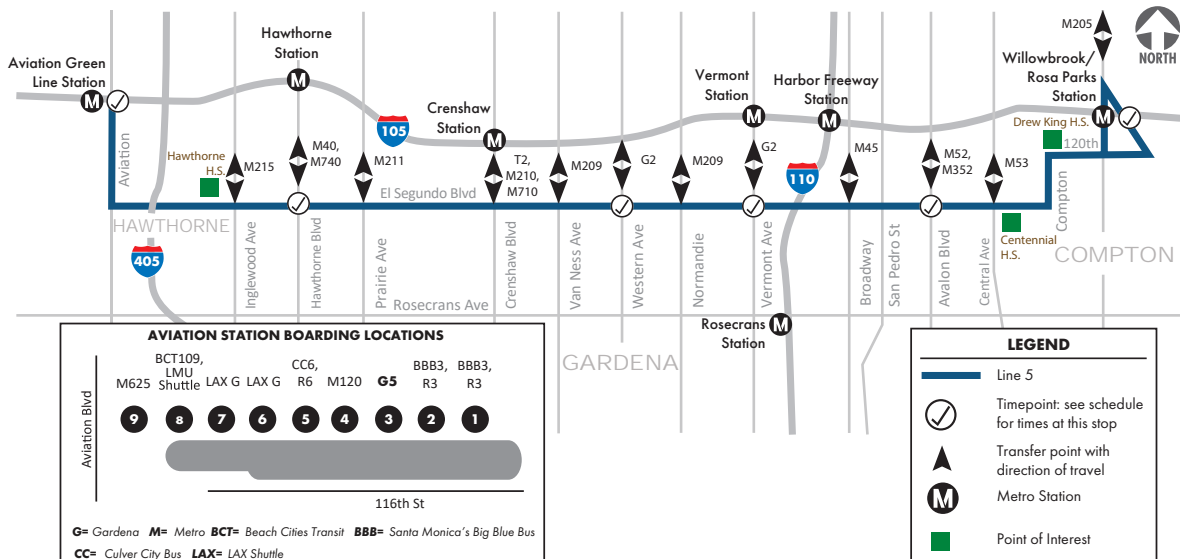 M205
NORTH
Hawthorne
Station
Aviation Green
Line Station
Crenshaw
Station
Vermont
Station
Harbor Freeway
Station
Willowbrook/
Rosa Parks
Station
Drew King H.S.
120th
105
Aviation
Hawthorne
H.S.
M215
M40,
M740
M211
T2,
M210,
M710
M209
G2
M209
G2
110
M45
M52,
M352
M53
El Segundo Blvd
HAWTHORNE
405
Inglewood Ave
Hawthorne Blvd
Prairie Ave
Crenshaw Blvd
Van Ness Ave
Western Ave
Normandie
Vermont Ave
Broadway
San Pedro St
Avalon Blvd
Central Ave
Compton
Centennial
H.S.
COMPTON
Rosecrans Ave
Rosecrans
Station
GARDENA
M
M
M
M
M
M
M
AVIATION STATION BOARDING LOCATIONS
Aviation Blvd
M625
BCT109,
LMU
Shuttle
LAX G
LAX G
CC6,
R6
M120
G5
BBB3,
R3
BBB3,
R3
9 8 7 6 5 4 3 2 1
116th St
G= Gardena M= Metro BCT= Beach Cities Transit BBB= Santa Monica's Big Blue Bus
CC= Culver City Bus LAX= LAX Shuttle
LEGEND
Line 5
Timepoint: see schedule
for times at this stop
Transfer point with
direction of travel
M Metro Station
Point of Interest